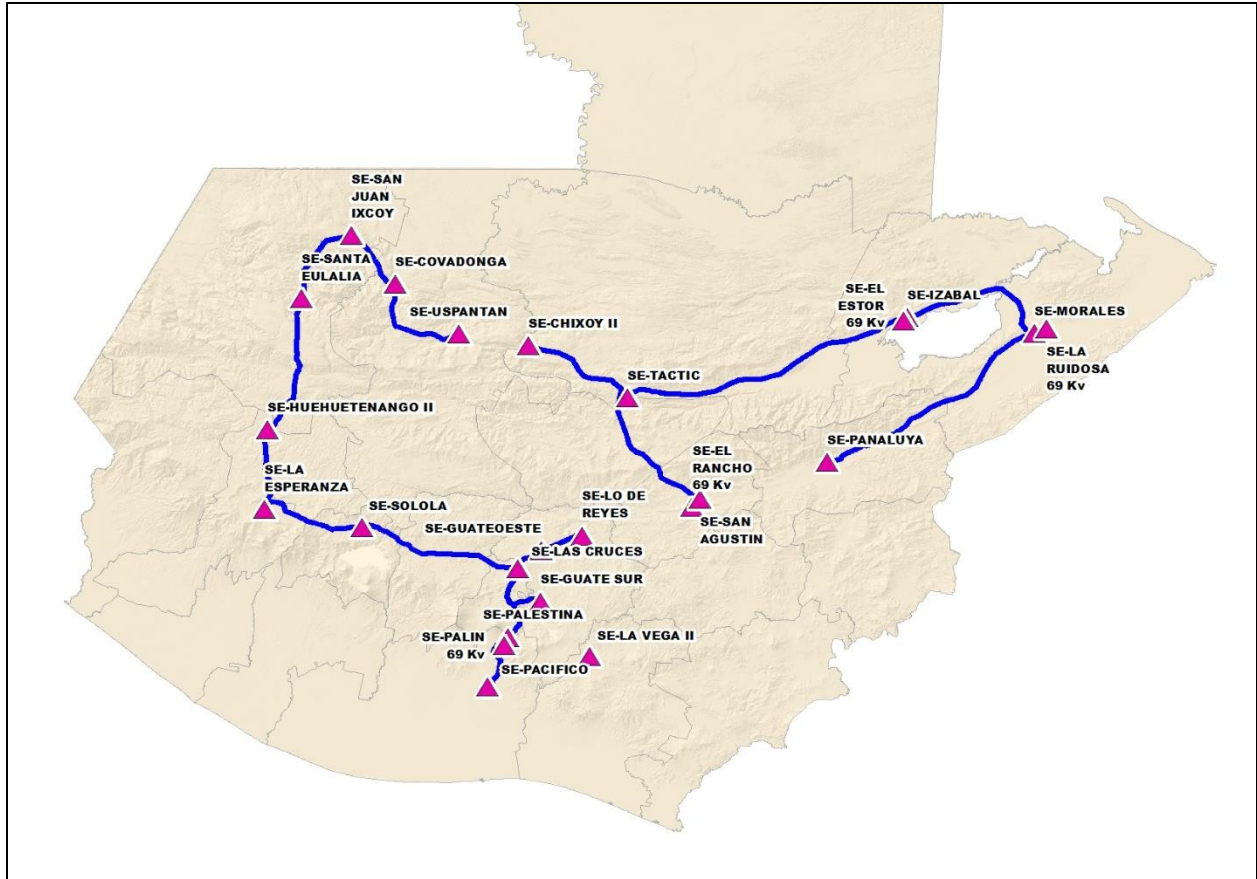 SE-SAN
JUAN
IXCOY
SE-SANTA
EULALIA
SE-COVADONGA
SE-USPANTAN
SE-CHIXOY II
SE-EL
ESTOR
69 Kv
SE-IZABAL
SE-MORALES
SE-LA
RUIDOSA
69 Kv
SE-TACTIC
SE-HUEHUETENANGO II
SE-PANALUYA
SE-EL
RANCHO
69 Kv
SE-LA
ESPERANZA
SE-SOLOLA
SE-LO DE
REYES
SE-SAN
AGUSTIN
SE-GUATEOESTE
SE-LAS CRUCES
SE-GUATE SUR
SE-PALESTINA
SE-PALIN
69 Kv
SE-LA VEGA II
SE-PACIFICO